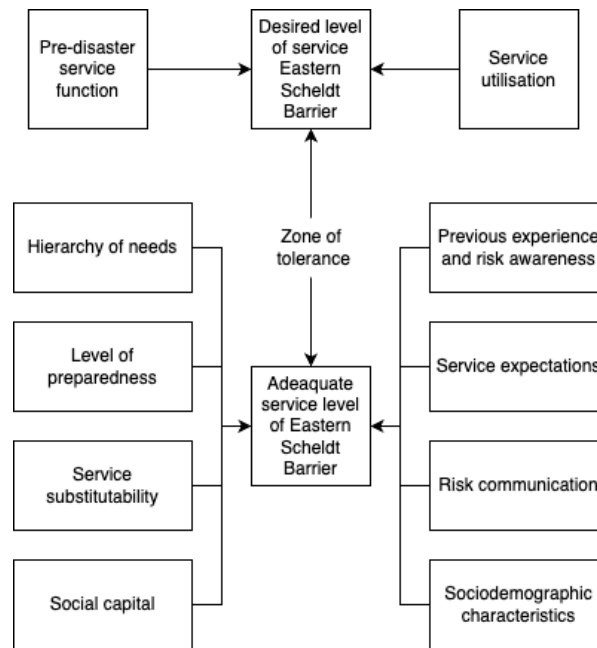 Pre-disaster
service
function
Desired level
of service
Eastern
Scheldt
Barrier
Service
utilisation
Zone of
tolerance
Hierarchy of needs
Level of
preparedness
Service
substitutability
Social capital
Adeaquate
service level
of Eastern
Scheldt
Barrier
Previous experience
and risk awareness
Service expectations
Risk communication
Sociodemographic
characteristics